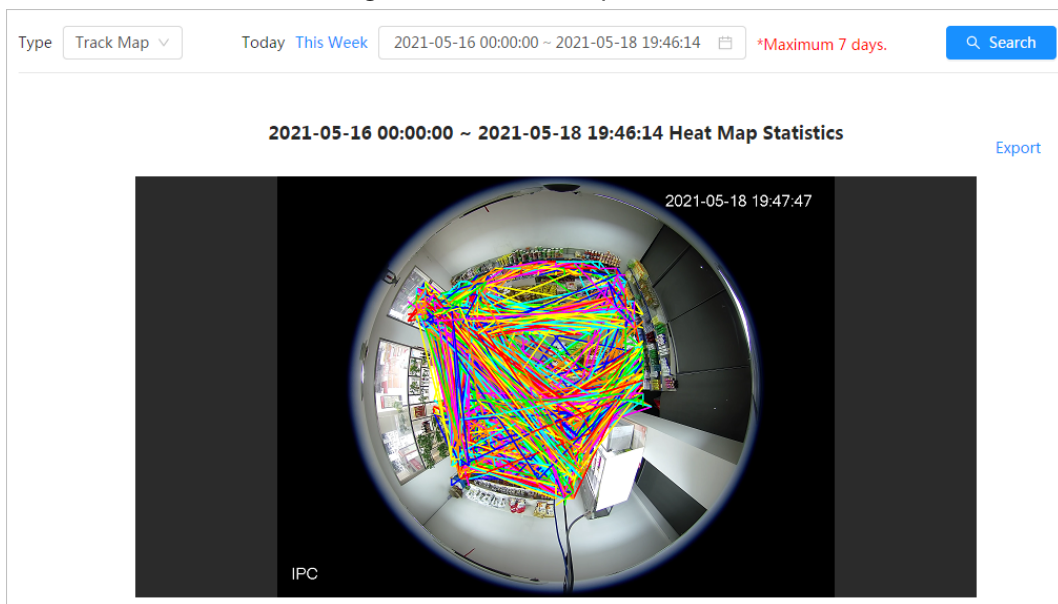 Type Track Map Today This Week 2021-05-16 00:00:00 ~ 2021-05-18 19:46:14 *Maximum 7 days. Search
2021-05-16 00:00:00 ~ 2021-05-18 19:46:14 Heat Map Statistics
Export
2021-05-18 19:47:47
IPC